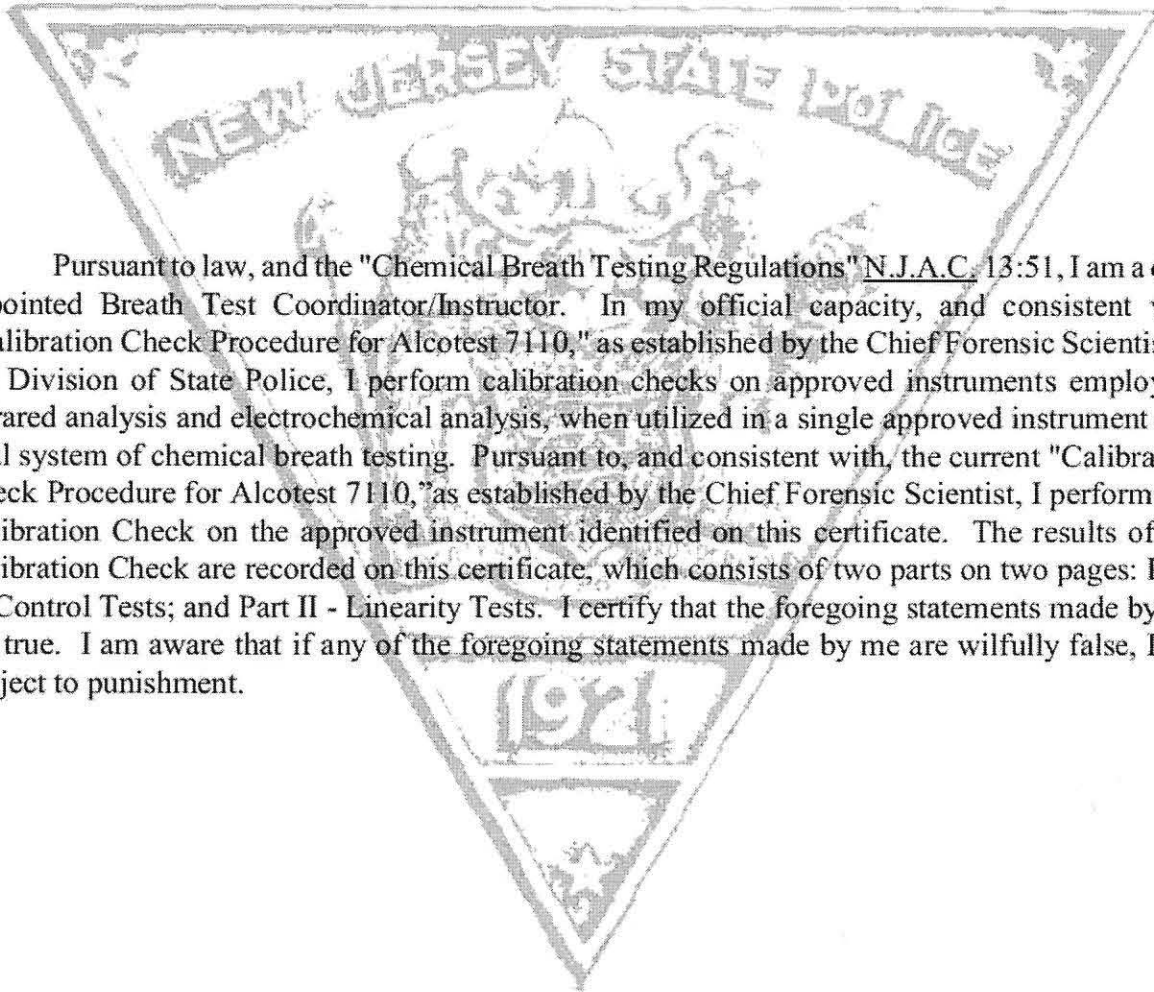 NEW JERSEY STATE POLICE
Pursuant to law, and the "Chemical Breath Testing Regulations" N.J.A.C. 13:51, I am a
pointed Breath Test Coordinator/Instructor. In my official capacity, and consistent
alibration Check Procedure for Alcotest 7110," as established by the Chief Forensic Scientis
Division of State Police, I perform calibration checks on approved instruments employ
rared analysis and electrochemical analysis, when utilized in a single approved instrument
al system of chemical breath testing. Pursuant to, and consistent with, the current "Calibra
eck Procedure for Alcotest 7110," as established by the Chief Forensic Scientist, I perform
libration Check on the approved instrument identified on this certificate. The results of
libration Check are recorded on this certificate, which consists of two parts on two pages:
Control Tests; and Part II - Linearity Tests. I certify that the foregoing statements made by
true. I am aware that if any of the foregoing statements made by me are wilfully false, I
ject to punishment.
1921